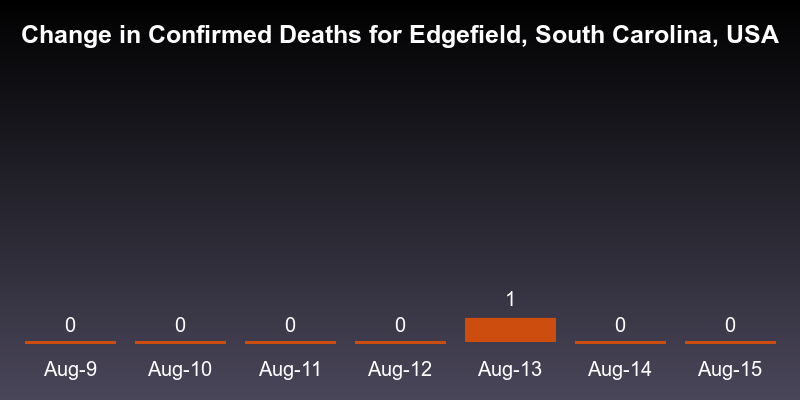 Change in Confirmed Deaths for Edgefield, South Carolina, USA
0 0 0 0 1 0 0
Aug-9 Aug-10 Aug-11 Aug-12 Aug-13 Aug-14 Aug-15